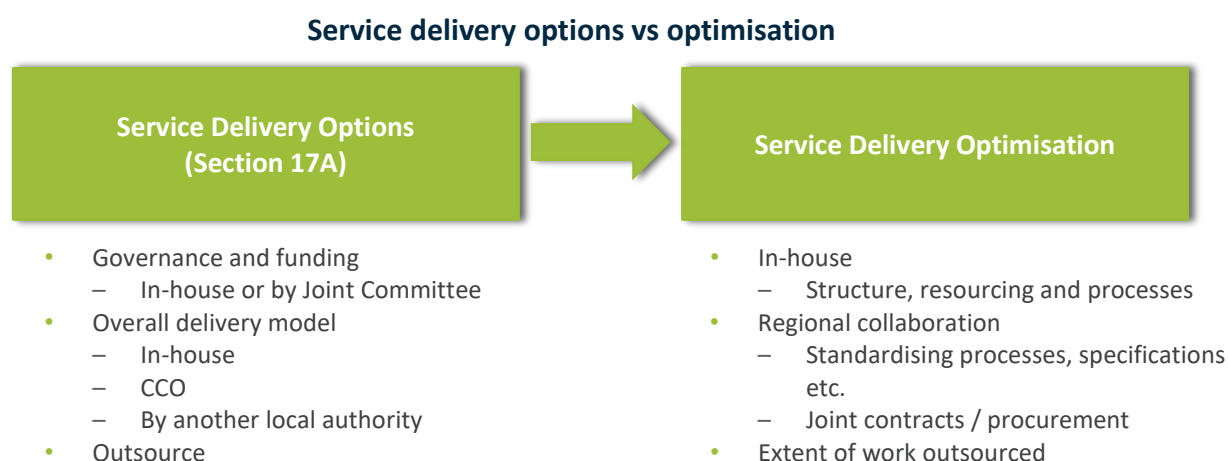 Service delivery options vs optimisation
Service Delivery Options
(Section 17A)
• Governance and funding
– In-house or by Joint Committee
• Overall delivery model
– In-house
– CCO
– By another local authority
• Outsource
Service Delivery Optimisation
• In-house
– Structure, resourcing and processes
• Regional collaboration
– Standardising processes, specifications
etc.
– Joint contracts / procurement
• Extent of work outsourced